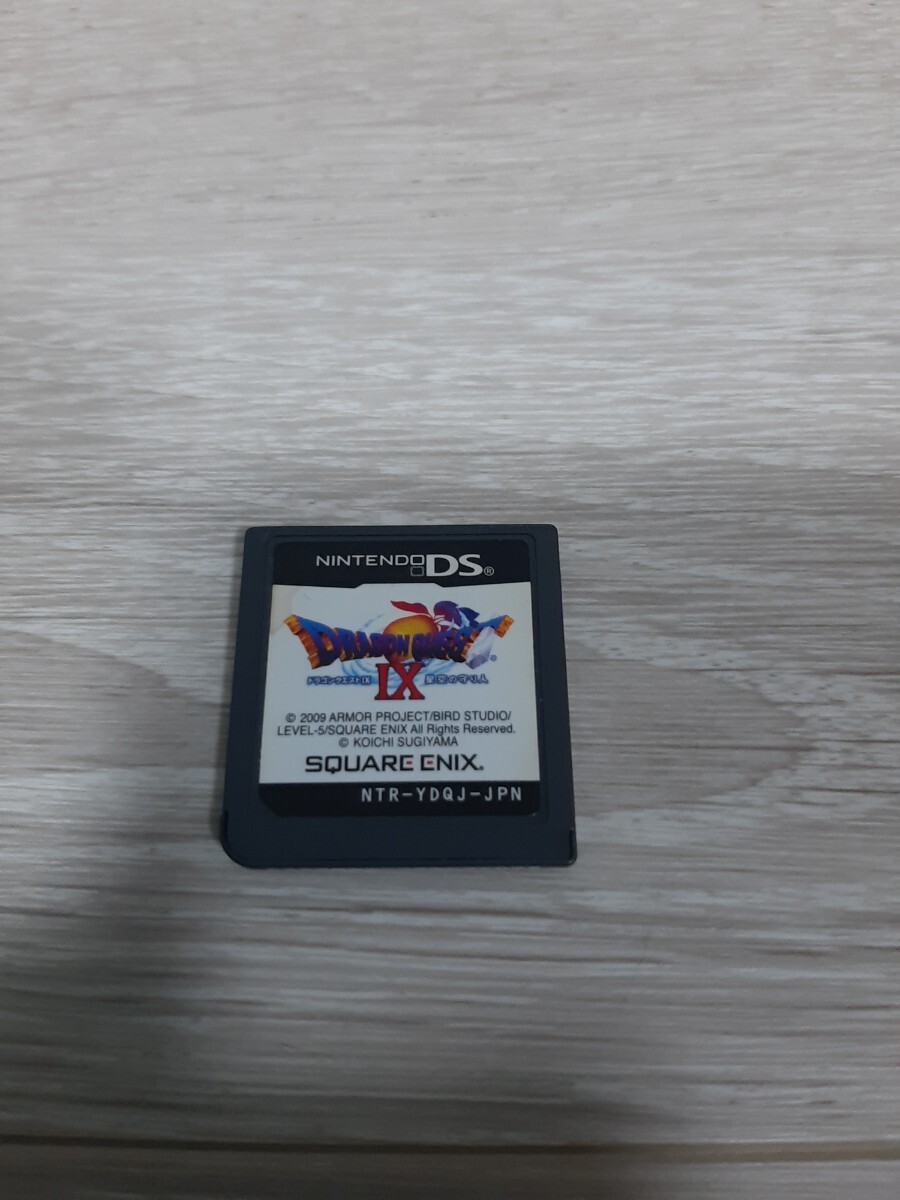 NINTENDO DS®
DRAGON QUEST®
IX
ドラゴンクエストIX 星空の守り人
© 2009 ARMOR PROJECT/BIRD STUDIO/
LEVEL-5/SQUARE ENIX All Rights Reserved.
© KOICHI SUGIYAMA
SQUARE ENIX.
NTR-YDQJ-JPN